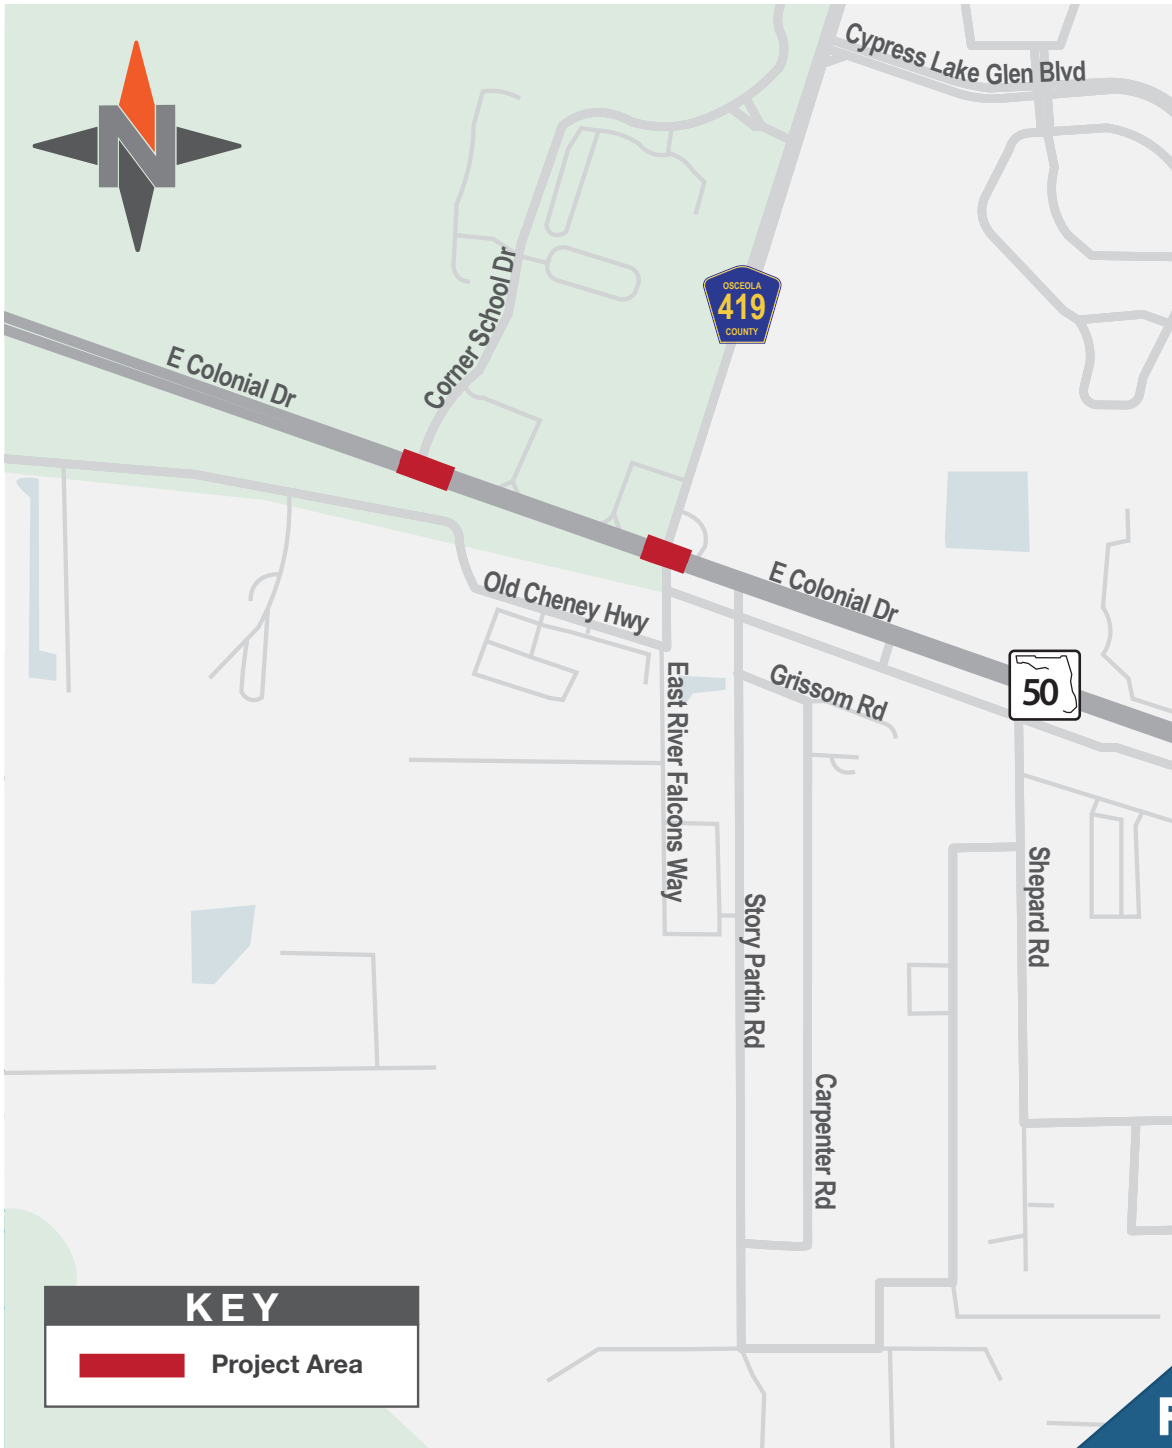 Cypress Lake Glen Blvd
N
Corner School Dr
OSCEOLA
419
COUNTY
E Colonial Dr
E Colonial Dr
Old Cheney Hwy
50
Grissom Rd
East River Falcons Way
Shepard Rd
Story Partin Rd
Carpenter Rd
KEY
Project Area
F